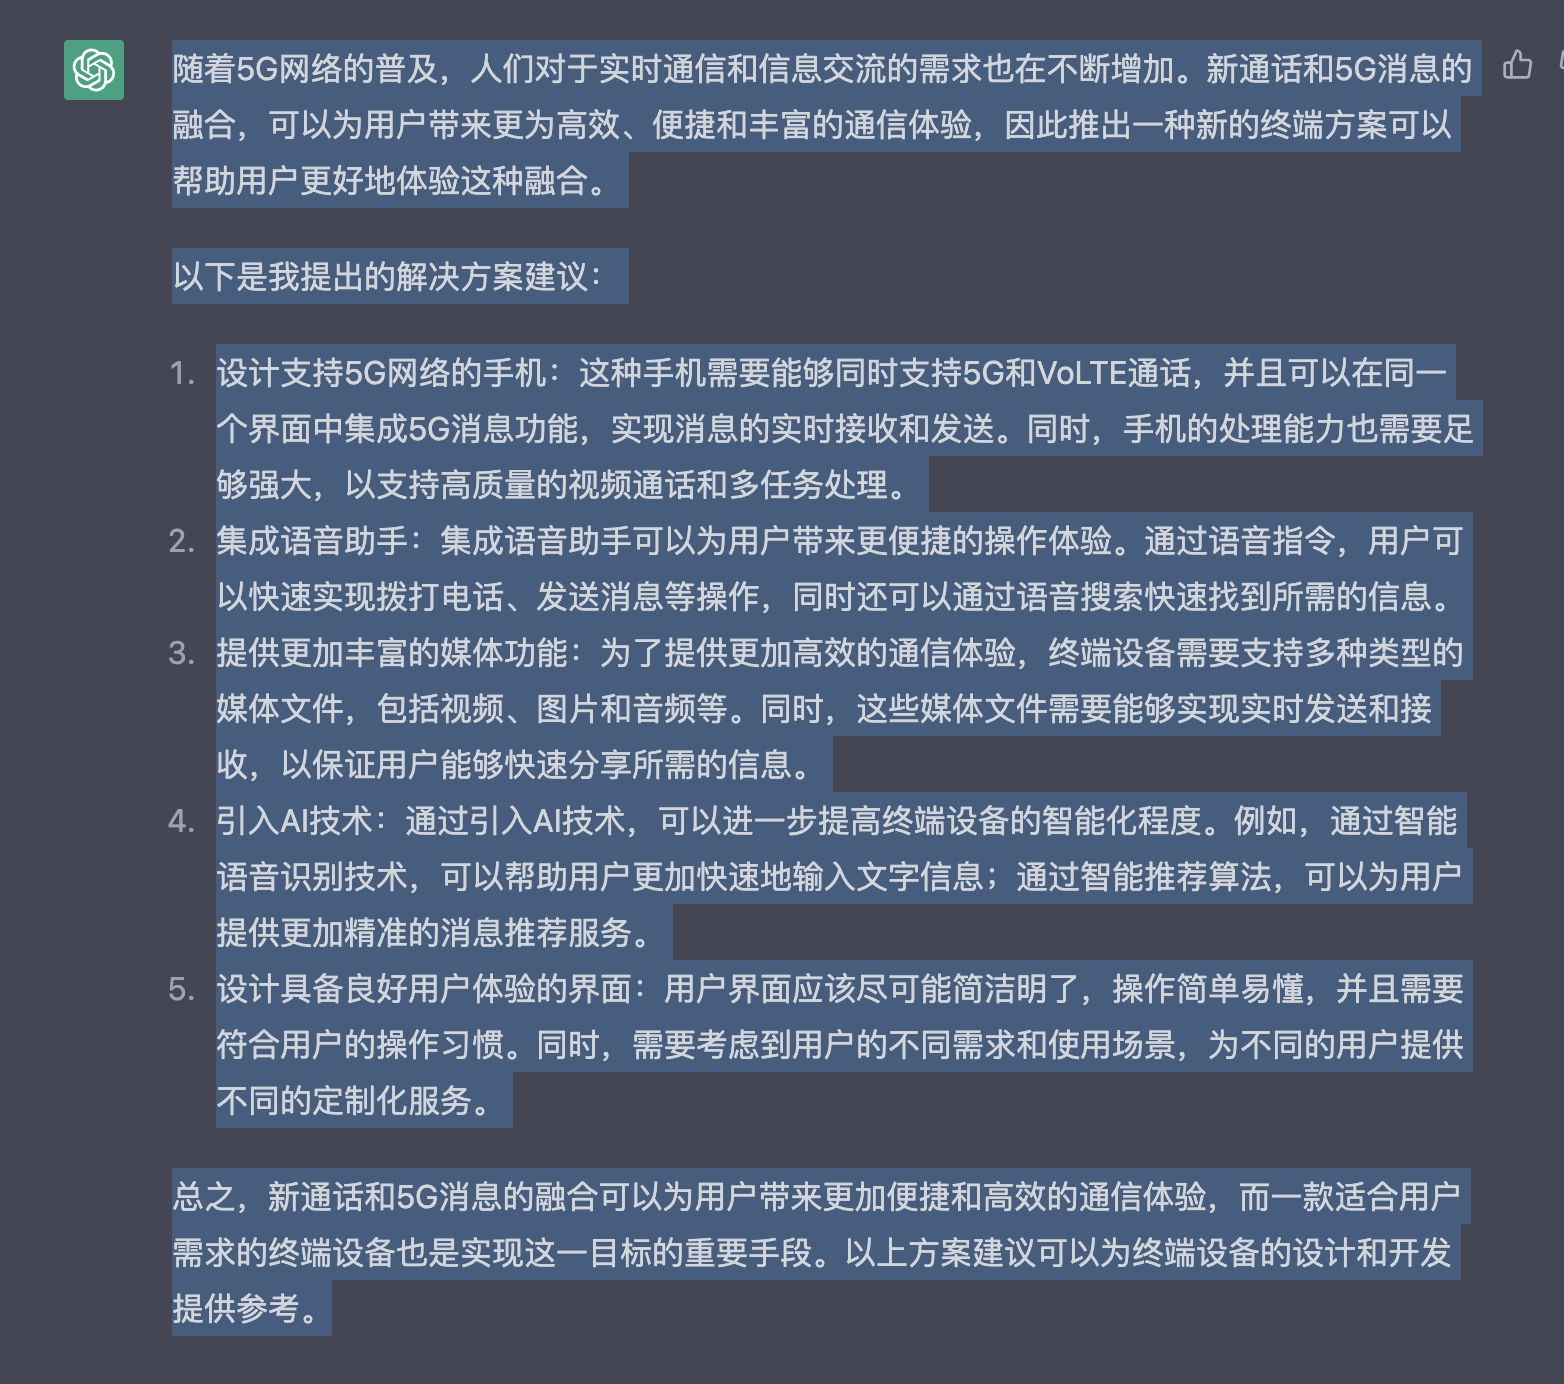 随着5G网络的普及，人们对于实时通信和信息交流的需求也在不断增加。新通话和5G消息的
融合，可以为用户带来更为高效、便捷和丰富的通信体验，因此推出一种新的终端方案可以
帮助用户更好地体验这种融合。
以下是我提出的解决方案建议：
1. 设计支持5G网络的手机：这种手机需要能够同时支持5G和VoLTE通话，并且可以在同一
个界面中集成5G消息功能，实现消息的实时接收和发送。同时，手机的处理能力也需要足
够强大，以支持高质量的视频通话和多任务处理。
2. 集成语音助手：集成语音助手可以为用户带来更便捷的操作体验。通过语音指令，用户可
以快速实现拨打电话、发送消息等操作，同时还可以通过语音搜索快速找到所需的信息。
3. 提供更加丰富的媒体功能：为了提供更加高效的通信体验，终端设备需要支持多种类型的
媒体文件，包括视频、图片和音频等。同时，这些媒体文件需要能够实现实时发送和接
收，以保证用户能够快速分享所需的信息。
4. 引入AI技术：通过引入AI技术，可以进一步提高终端设备的智能化程度。例如，通过智能
语音识别技术，可以帮助用户更加快速地输入文字信息；通过智能推荐算法，可以为用户
提供更加精准的消息推荐服务。
5. 设计具备良好用户体验的界面：用户界面应该尽可能简洁明了，操作简单易懂，并且需要
符合用户的操作习惯。同时，需要考虑到用户的不同需求和使用场景，为不同的用户提供
不同的定制化服务。
总之，新通话和5G消息的融合可以为用户带来更加便捷和高效的通信体验，而一款适合用户
需求的终端设备也是实现这一目标的重要手段。以上方案建议可以为终端设备的设计和开发
提供参考。